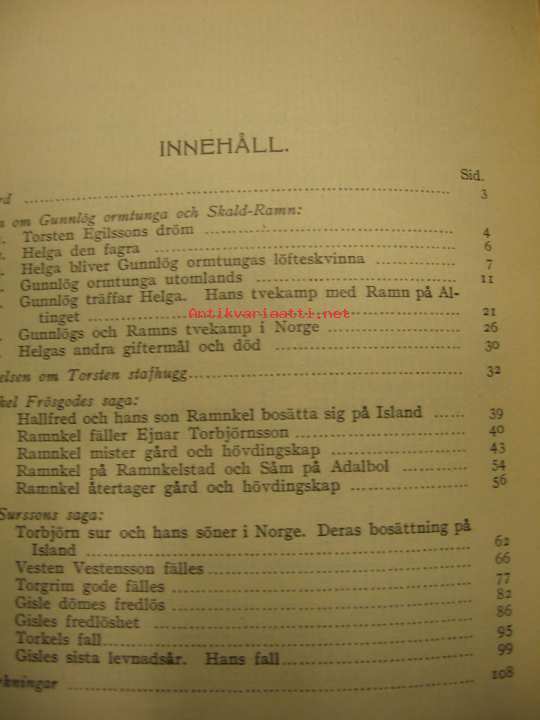 INNEHÅLL.
Sid.
rd 3
n om Gunnlög ormtunga och Skald-Ramn:
Torsten Egilssons dröm 4
Helga den fagra 6
Helga bliver Gunnlög ormtungas löfteskvinna 7
Gunnlög ormtunga utomlands 11
Gunnlög träffar Helga. Hans tvekamp med Ramn på Al-
tinget 21
Antikvariaatti.net
Gunnlögs och Ramns tvekamp i Norge 26
Helgas andra giftermål och död 30
elsen om Torsten stafhugg 32
kel Frösgodes saga:
Hallfred och hans son Ramnkel bosätta sig på Island 39
Ramnkel fäller Ejnar Torbjörnsson 40
Ramnkel mister gård och hövdingskap 43
Ramnkel på Ramnkelstad och Såm på Adalbol 54
Ramnkel återtager gård och hövdingskap 56
Surssons saga:
Torbjörn sur och hans söner i Norge. Deras bosättning på
Island 62
Vesten Vestensson fälles 66
Torgrim gode fälles 77
Gisle dömes fredlös 82
Gisles fredlöshet 86
Torkels fall 95
Gisles sista levnadsår. Hans fall 99
rkningar 108